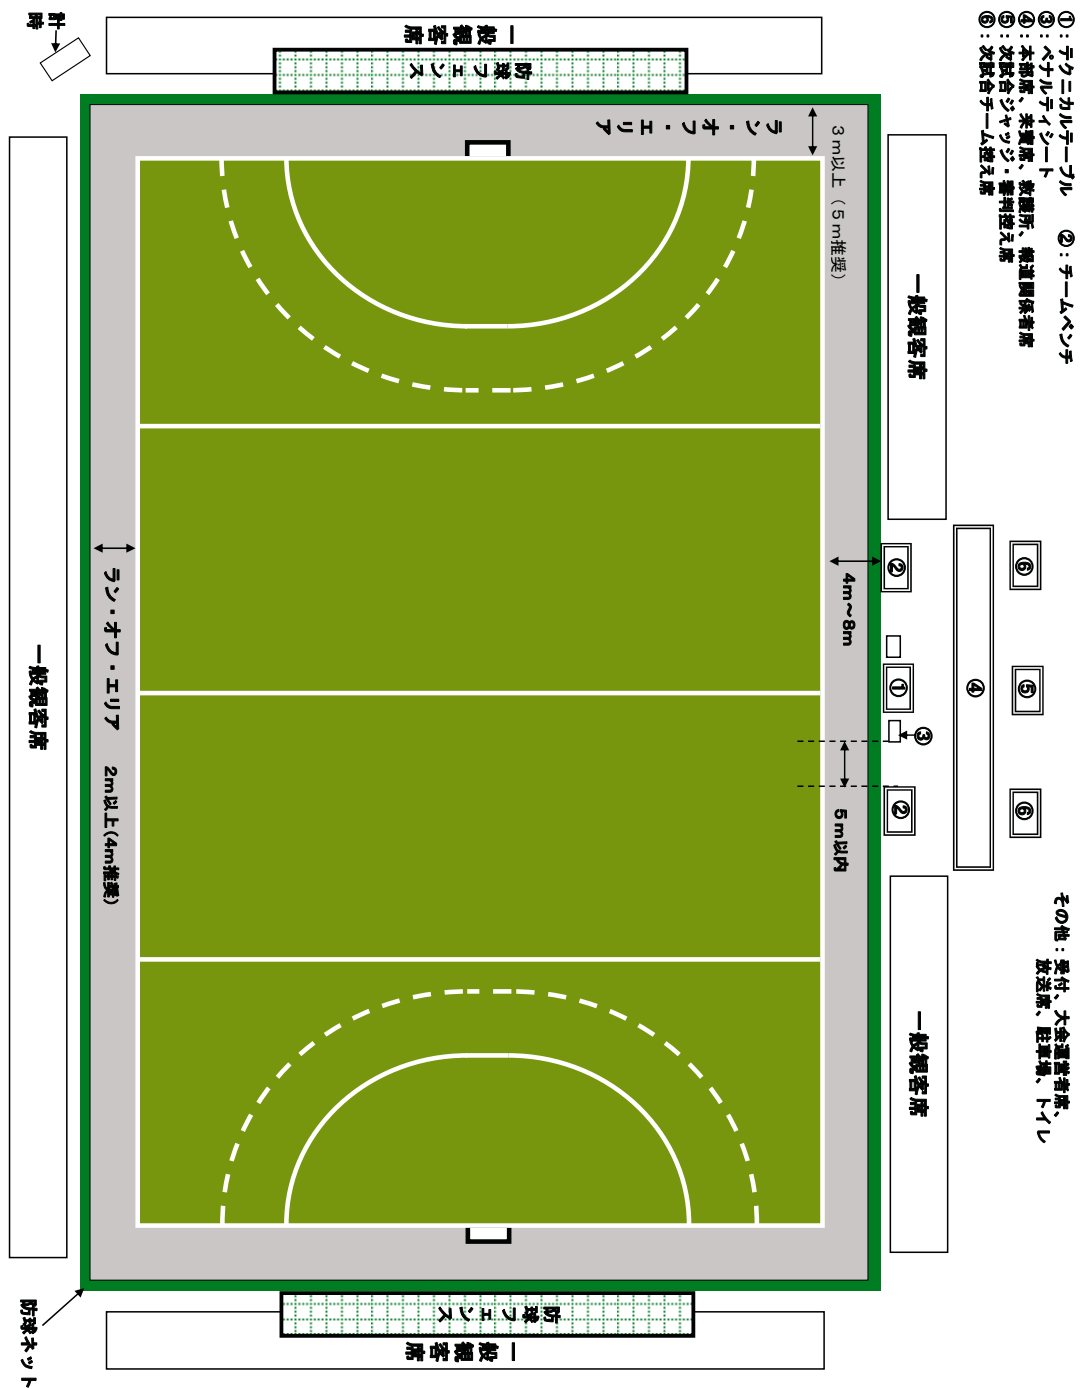 ①：テクニカルテーブル　②：チームベンチ
③：ペナルティシート
④：本部席、来賓席、救護所、報道関係者席
⑤：次試合ジャッジ・審判控え席
⑥：次試合チーム控え席
計時
一般観客席
防球フェンス
ラン・オフ・エリア
3m以上（5m推奨）
一般観客席
⑥
⑤
⑥
④
②
①
③
②
4m～8m
5m以内
ラン・オフ・エリア　2m以上(4m推奨)
一般観客席
一般観客席
その他：受付、大会運営者席、
放送席、駐車場、トイレ
防球フェンス
一般観客席
防球ネット